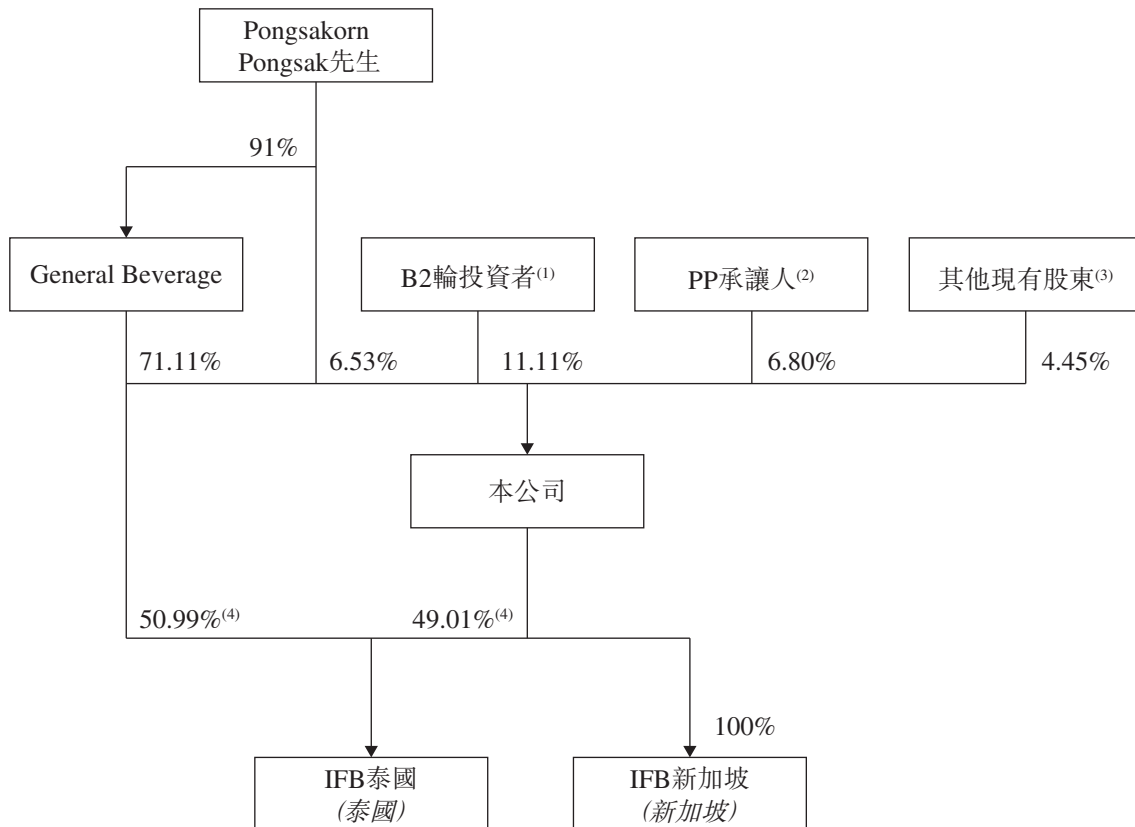 Pongsakorn
Pongsak先生
91%
General Beverage
B2輪投資者(1)
PP承讓人(2)
其他現有股東(3)
71.11%
6.53%
11.11%
6.80%
4.45%
本公司
50.99%(4)
49.01%(4)
100%
IFB泰國
(泰國)
IFB新加坡
(新加坡)